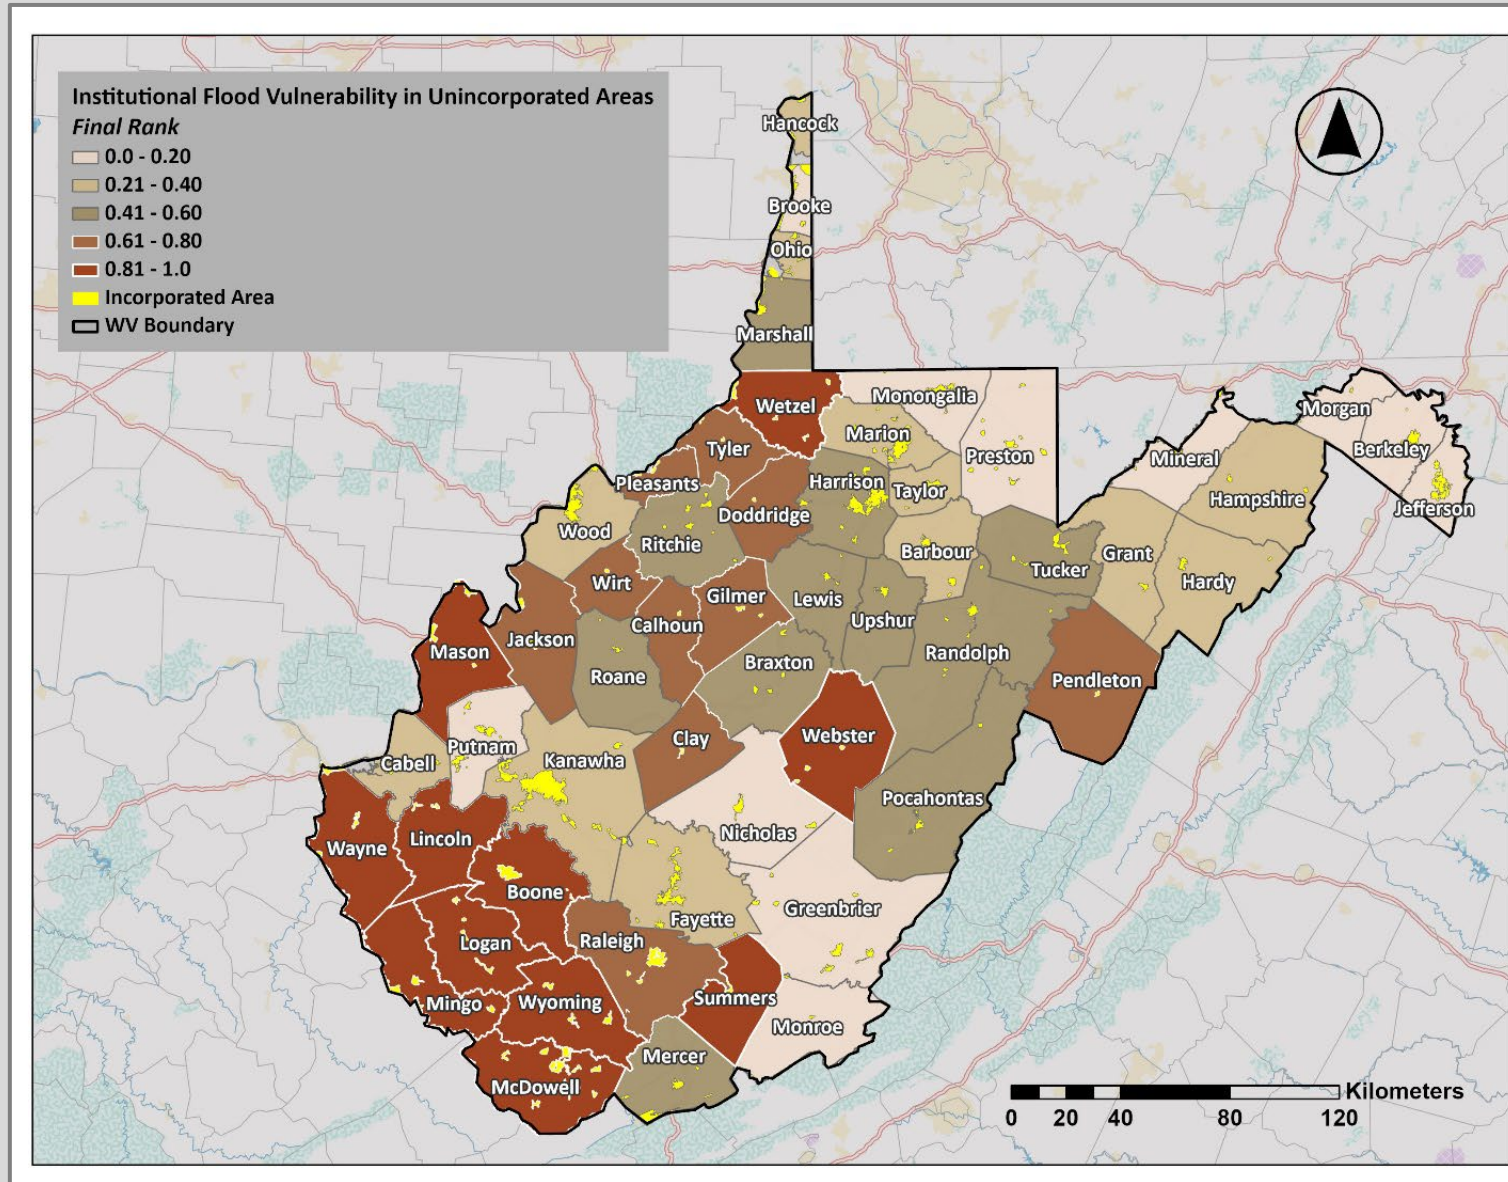 Institutional Flood Vulnerability in Unincorporated Areas
Final Rank
0.0 - 0.20
0.21 - 0.40
0.41 - 0.60
0.61 - 0.80
0.81 - 1.0
Incorporated Area
WV Boundary
Hancock
Brooke
Ohio
Marshall
Wetzel
Monongalia
Morgan
Marion
Tyler
Berkeley
Preston
Mineral
Pleasants
Harrison
Taylor
Hampshire
Jefferson
Doddridge
Wood
Ritchie
Barbour
Grant
Tucker
Hardy
Wirt
Gilmer
Lewis
Calhoun
Upshur
Jackson
Mason
Randolph
Braxton
Roane
Pendleton
Clay
Webster
Putnam
Kanawha
Cabell
Pocahontas
Nicholas
Lincoln
Wayne
Boone
Greenbrier
Fayette
Raleigh
Logan
Summers
Wyoming
Mingo
Monroe
Mercer
McDowell
Kilometers
0 20 40 80 120